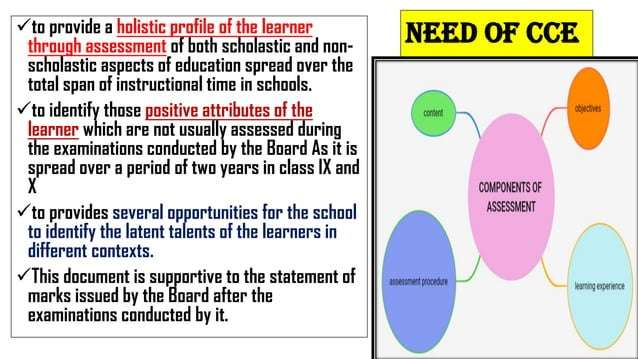 ✓to provide a holistic profile of the learner
through assessment of both scholastic and non-
scholastic aspects of education spread over the
total span of instructional time in schools.
✓to identify those positive attributes of the
learner which are not usually assessed during
the examinations conducted by the Board As it is
spread over a period of two years in class IX and
X
✓to provides several opportunities for the school
to identify the latent talents of the learners in
different contexts.
✓This document is supportive to the statement of
marks issued by the Board after the
examinations conducted by it.
NEED OF CCE
content
objectives
COMPONENTS OF
ASSESSMENT
assessment procedure
learning experience